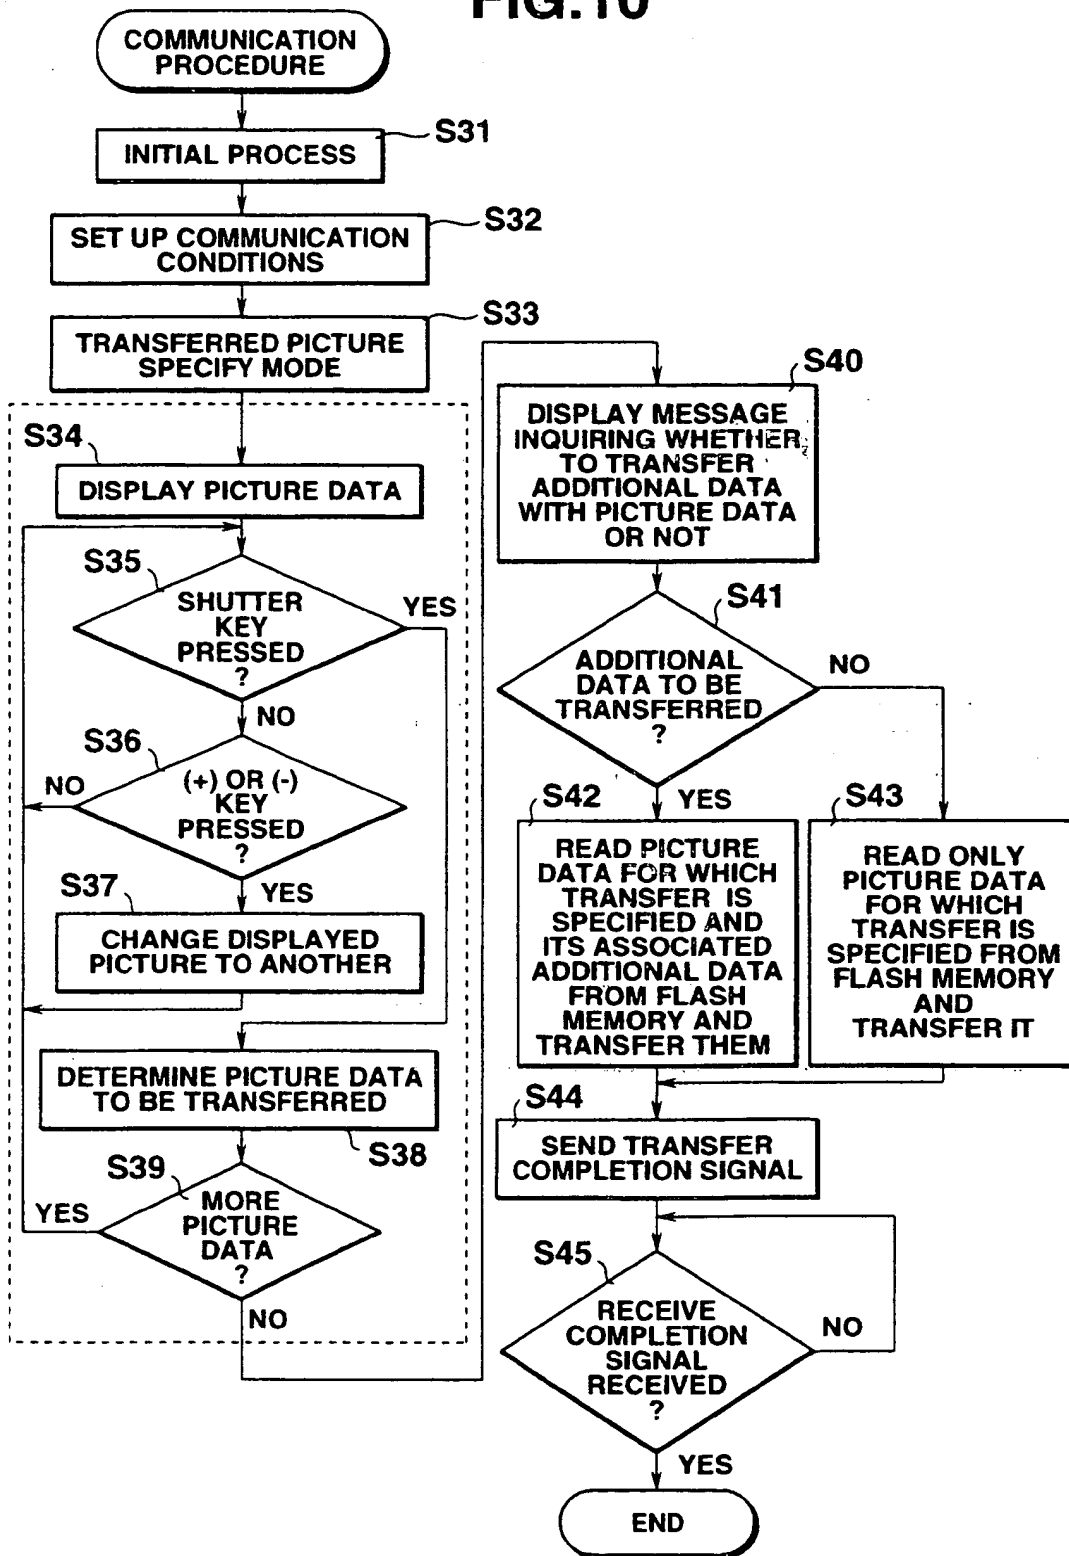 FIG.10
COMMUNICATION
PROCEDURE
S31
INITIAL PROCESS
S32
SET UP COMMUNICATION
CONDITIONS
S33
TRANSFERRED PICTURE
SPECIFY MODE
S34
DISPLAY PICTURE DATA
S35
SHUTTER
KEY
PRESSED
?
YES
NO
S36
(+) OR (-)
KEY
PRESSED
?
NO
YES
S37
CHANGE DISPLAYED
PICTURE TO ANOTHER
DETERMINE PICTURE DATA
TO BE TRANSFERRED
S38
S39
MORE
PICTURE
DATA
?
YES
NO
S40
DISPLAY MESSAGE
INQUIRING WHETHER
TO TRANSFER
ADDITIONAL DATA
WITH PICTURE DATA
OR NOT
S41
ADDITIONAL
DATA TO BE
TRANSFERRED
?
NO
YES
S42
READ PICTURE
DATA FOR WHICH
TRANSFER IS
SPECIFIED AND
ITS ASSOCIATED
ADDITIONAL DATA
FROM FLASH
MEMORY AND
TRANSFER THEM
S43
READ ONLY
PICTURE DATA
FOR WHICH
TRANSFER IS
SPECIFIED FROM
FLASH MEMORY
AND
TRANSFER IT
S44
SEND TRANSFER
COMPLETION SIGNAL
S45
RECEIVE
COMPLETION
SIGNAL
RECEIVED
?
NO
YES
END